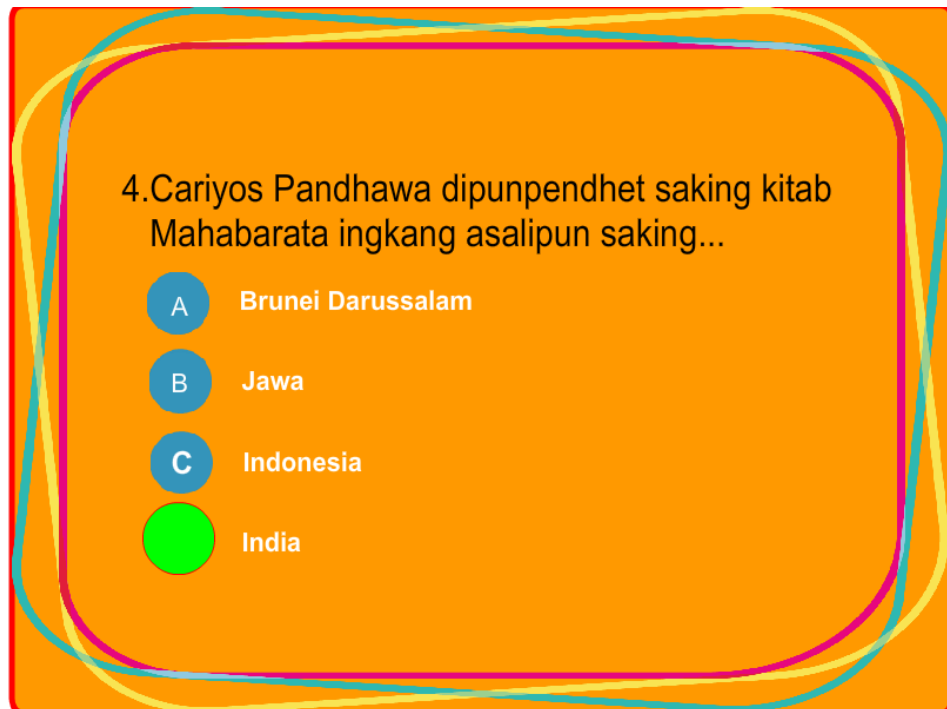 4.Cariyos Pandhawa dipunpendhet saking kitab
Mahabarata ingkang asalipun saking...
A Brunei Darussalam
B Jawa
C Indonesia
India